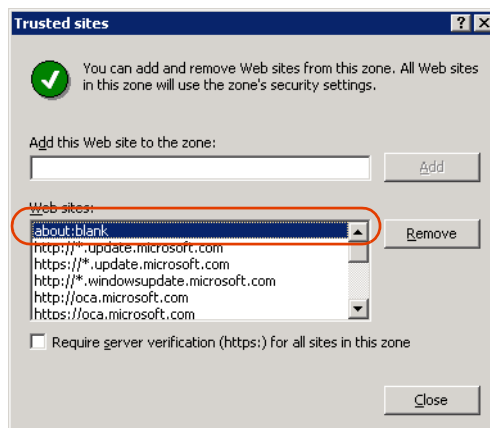 Trusted sites
You can add and remove Web sites from this zone. All Web sites
in this zone will use the zone's security settings.
Add this Web site to the zone:
Add
Web sites:
about:blank
Remove
http://*.update.microsoft.com
https://*.update.microsoft.com
http://*.windowsupdate.microsoft.com
http://oca.microsoft.com
https://oca.microsoft.com
Require server verification (https:) for all sites in this zone
Close